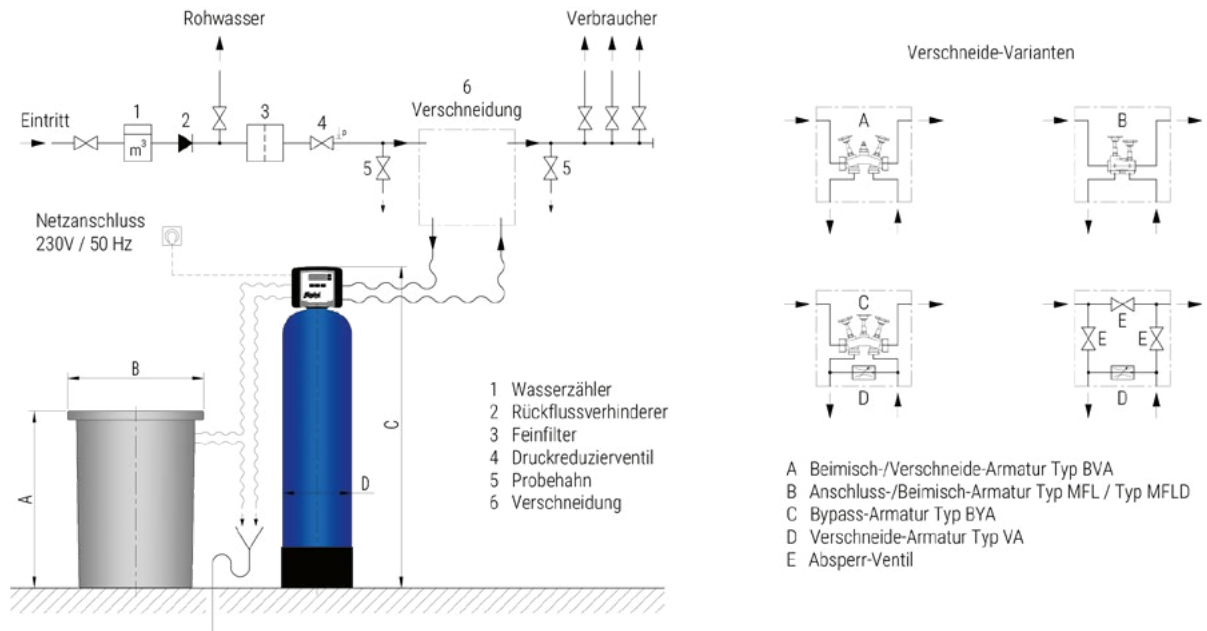 Rohwasser
Verbraucher
Verschneide-Varianten
Eintritt
1
2
3
4
p
6
Verschneidung
m³
5
5
Netzanschluss
230V / 50 Hz
A
B
C
D
1 Wasserzähler
2 Rückflussverhinderer
3 Feinfilter
4 Druckreduzierventil
5 Probehahn
6 Verschneidung
A
B
C
D
E
E
E
D
A Beimisch-/Verschneide-Armatur Typ BVA
B Anschluss-/Beimisch-Armatur Typ MFL / Typ MFLD
C Bypass-Armatur Typ BYA
D Verschneide-Armatur Typ VA
E Absperr-Ventil